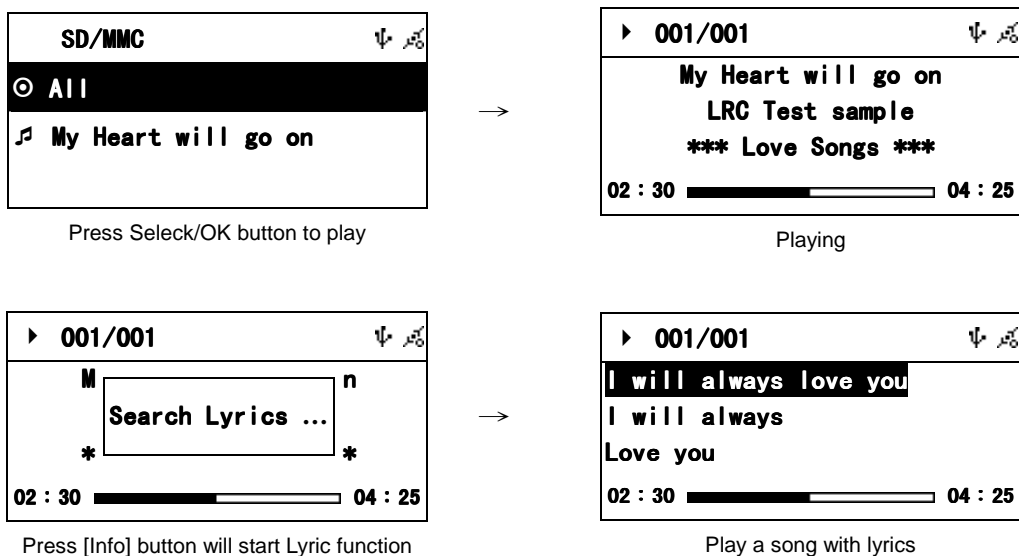 SD/MMC
All
My Heart will go on
Press Seleck/OK button to play
→
001/001
My Heart will go on
LRC Test sample
*** Love Songs ***
02：30 04：25
Playing
001/001
M n
Search Lyrics ...
* *
02：30 04：25
Press [Info] button will start Lyric function
→
001/001
I will always love you
I will always
Love you
02：30 04：25
Play a song with lyrics